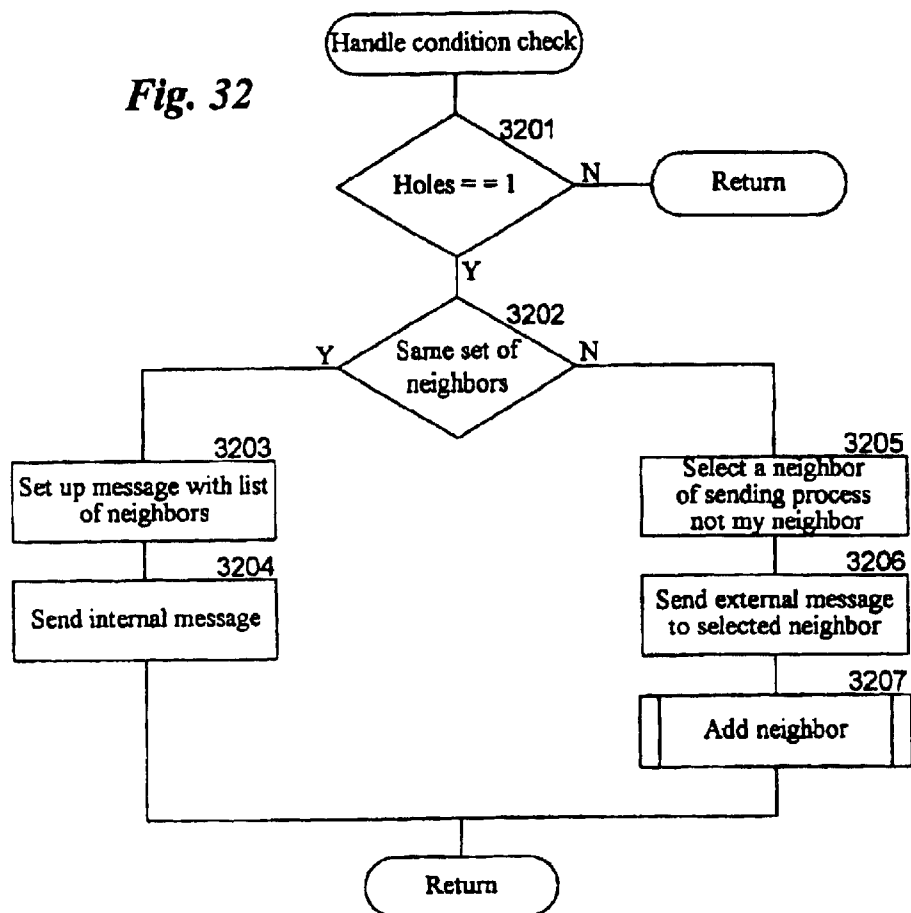 Handle condition check
Fig. 32
3201
Holes = = 1
N
Return
Y
3202
Same set of
neighbors
Y
N
3203
Set up message with list
of neighbors
3204
Send internal message
3205
Select a neighbor
of sending process
not my neighbor
3206
Send external message
to selected neighbor
3207
Add neighbor
Return